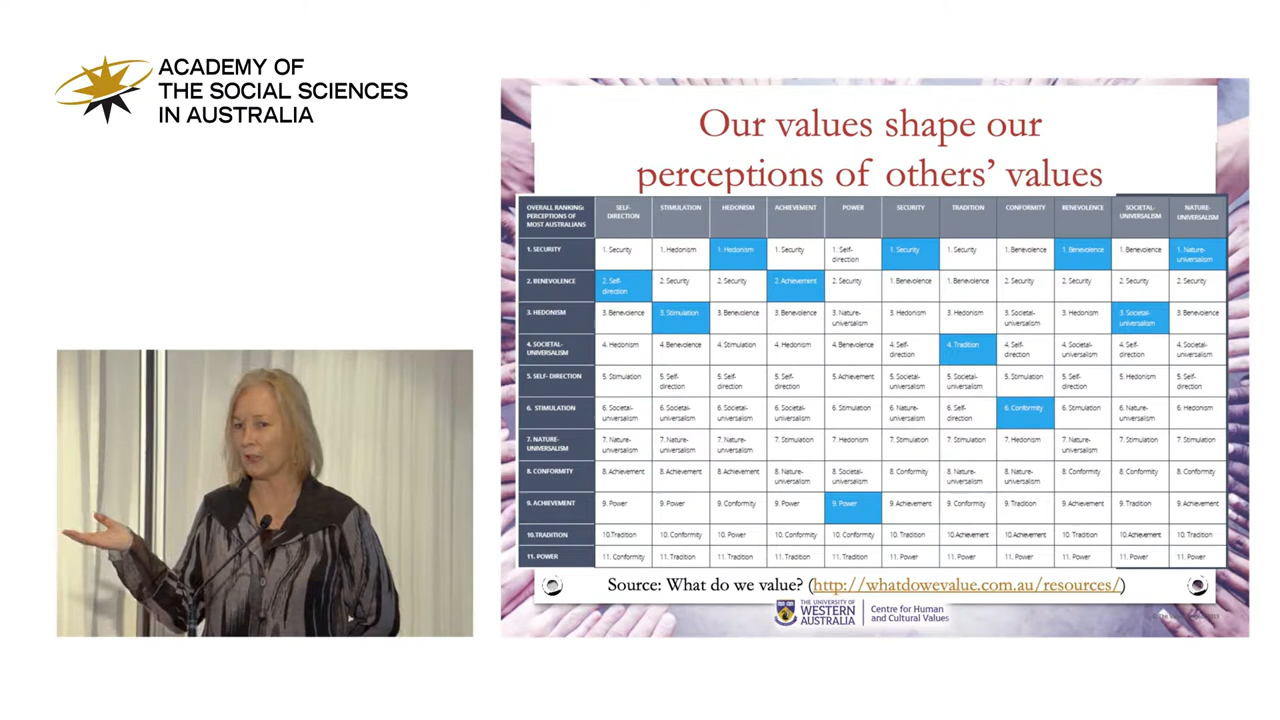 ACADEMY OF
THE SOCIAL SCIENCES
IN AUSTRALIA
Our values shape our
perceptions of others' values
OVERALL RANKING: PERCEPTIONS OF MOST AUSTRALIANS SELF-DIRECTION STIMULATION HEDONISM ACHIEVEMENT POWER SECURITY TRADITION CONFORMITY BENEVOLENCE SOCIETAL-UNIVERSALISM NATURE-UNIVERSALISM
1. SECURITY 1. Security 1. Hedonism 1. Hedonism 1. Security 1. Self-direction 1. Security 1. Security 1. Benevolence 1. Benevolence 1. Benevolence 1. Nature-universalism
2. BENEVOLENCE 2. Self-direction 2. Security 2. Security 2. Achievement 2. Security 1. Benevolence 1. Benevolence 2. Security 2. Security 2. Security 2. Security
3. HEDONISM 3. Benevolence 3. Stimulation 3. Benevolence 3. Benevolence 3. Nature-universalism 3. Hedonism 3. Hedonism 3. Societal-universalism 3. Hedonism 3. Societal-universalism 3. Benevolence
4. SOCIETAL-UNIVERSALISM 4. Hedonism 4. Benevolence 4. Stimulation 4. Hedonism 4. Benevolence 4. Self-direction 4. Tradition 4. Self-direction 4. Societal-universalism 4. Self-direction 4. Societal-universalism
5. SELF- DIRECTION 5. Stimulation 5. Self-direction 5. Self-direction 5. Self-direction 5. Achievement 5. Societal-universalism 5. Societal-universalism 5. Stimulation 5. Self-direction 5. Hedonism 5. Self-direction
6. STIMULATION 6. Societal-universalism 6. Societal-universalism 6. Societal-universalism 6. Societal-universalism 6. Stimulation 6. Nature-universalism 6. Self-direction 6. Conformity 6. Stimulation 6. Nature-universalism 6. Hedonism
7. NATURE-UNIVERSALISM 7. Nature-universalism 7. Nature-universalism 7. Nature-universalism 7. Stimulation 7. Hedonism 7. Stimulation 7. Stimulation 7. Hedonism 7. Nature-universalism 7. Stimulation 7. Stimulation
8. CONFORMITY 8. Achievement 8. Achievement 8. Achievement 8. Nature-universalism 8. Societal-universalism 8. Conformity 8. Nature-universalism 8. Nature-universalism 8. Conformity 8. Conformity 8. Conformity
9. ACHIEVEMENT 9. Power 9. Power 9. Conformity 9. Power 9. Power 9. Achievement 9. Conformity 9. Tradition 9. Achievement 9. Tradition 9. Achievement
10.TRADITION 10.Tradition 10. Conformity 10. Power 10. Conformity 10. Conformity 10. Tradition 10.Achievement 10. Achievement 10. Tradition 10.Achievement 10. Tradition
11. POWER 11. Conformity 11. Tradition 11. Tradition 11. Tradition 11. Tradition 11. Power 11. Power 11. Power 11. Power 11. Power 11. Power
Source: What do we value? (http://whatdowevalue.com.au/resources/)
THE UNIVERSITY OF
WESTERN
AUSTRALIA
Centre for Human
and Cultural Values